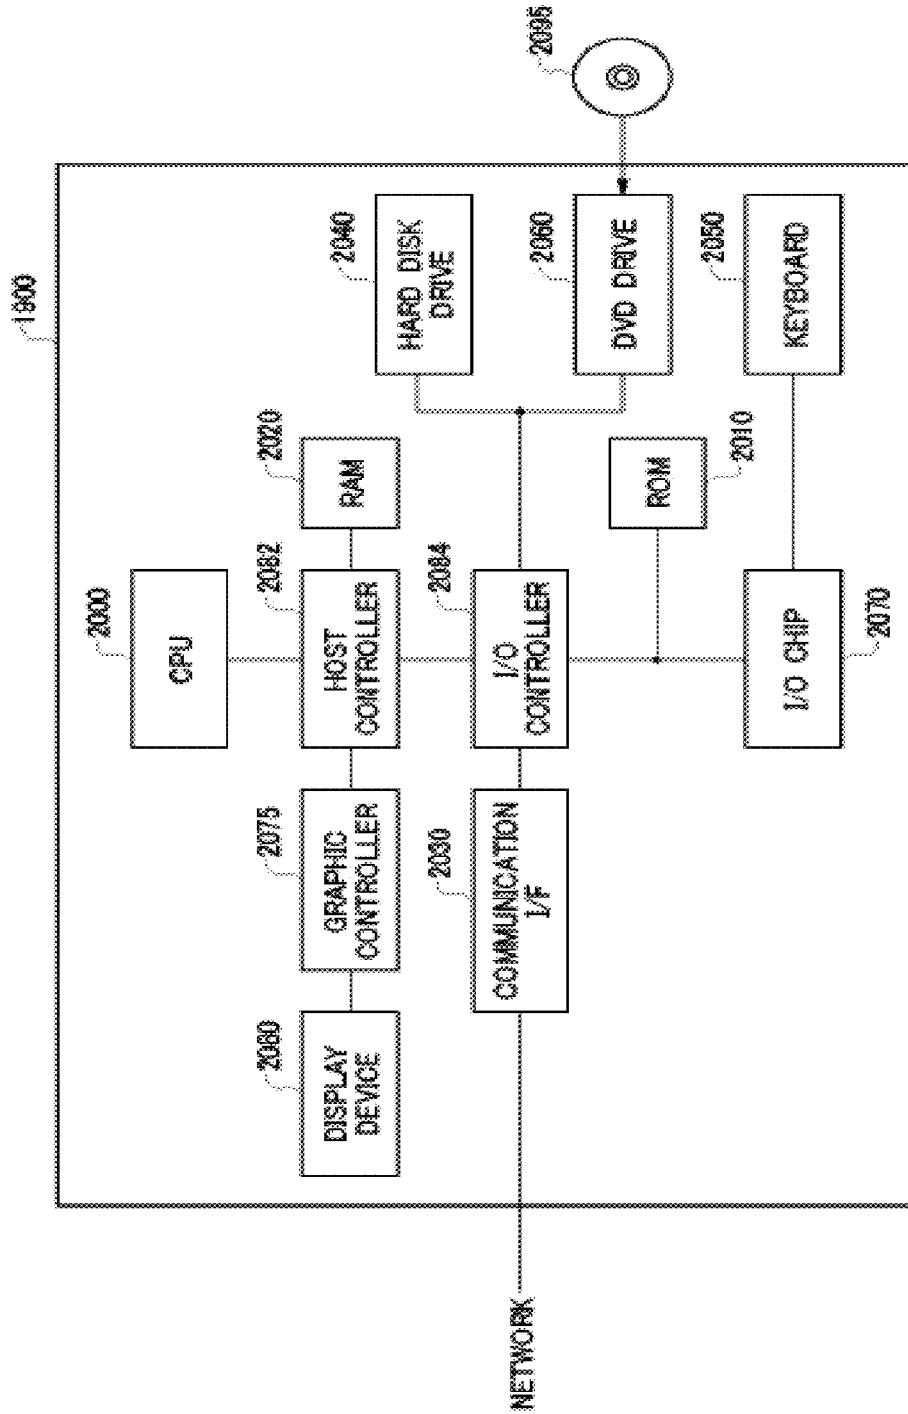 1900
2000
CPU
2080
DISPLAY
DEVICE
2075
GRAPHIC
CONTROLLER
2082
HOST
CONTROLLER
2020
RAM
2040
HARD DISK
DRIVE
NETWORK
2030
COMMUNICATION
I/F
2084
I/O
CONTROLLER
2060
DVD DRIVE
2095
ROM
2010
I/O CHIP
2070
2050
KEYBOARD